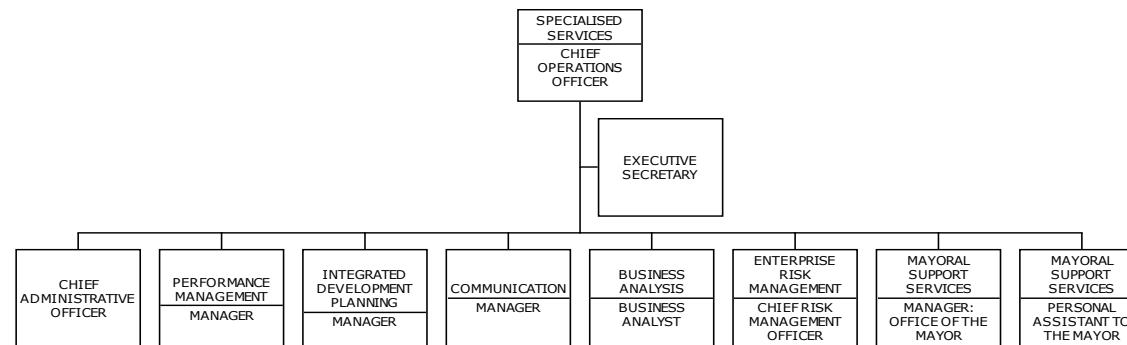 SPECIALISED
SERVICES
CHIEF
OPERATIONS
OFFICER
EXECUTIVE
SECRETARY
CHIEF
ADMINISTRATIVE
OFFICER
PERFORMANCE
MANAGEMENT
MANAGER
INTEGRATED
DEVELOPMENT
PLANNING
MANAGER
COMMUNICATION
MANAGER
BUSINESS
ANALYSIS
BUSINESS
ANALYST
ENTERPRISE
RISK
MANAGEMENT
CHIEF RISK
MANAGEMENT
OFFICER
MAYORAL
SUPPORT
SERVICES
MANAGER:
OFFICE OF THE
MAYOR
MAYORAL
SUPPORT
SERVICES
PERSONAL
ASSISTANT TO
THE MAYOR